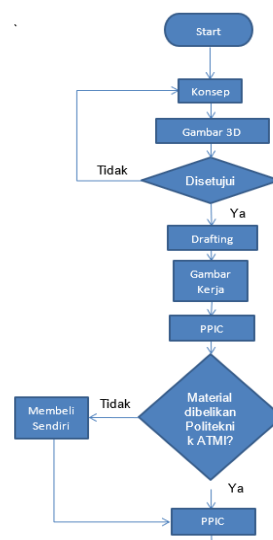 Start
Konsep
Gambar 3D
Tidak
Disetujui
Ya
Drafting
Gambar
Kerja
PPIC
Material
dibelikan
Politekni
k ATMI?
Tidak
Membeli
Sendiri
Ya
PPIC